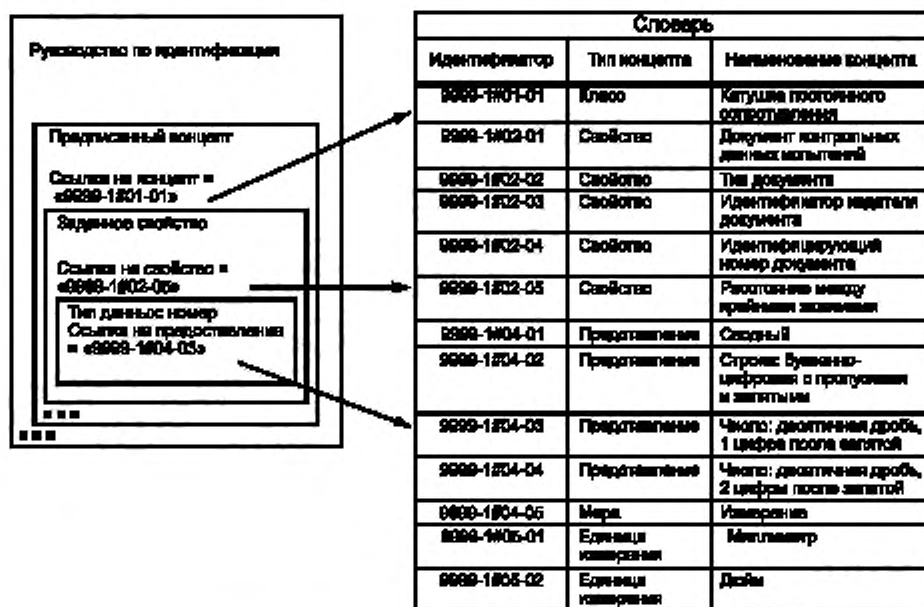 Руководство по идентификации
Предписанный концепт
Ссылка на концепт =
«9999-1#01-01»
Заданное свойство
Ссылка на свойство =
«9999-1#02-05»
Тип данных: номер
Ссылка на представление
= «9999-1#04-03»
Словарь
Идентификатор Тип концепта Наименование концепта
9999-1#01-01 Класс Катушка постоянного
сопротивления
9999-1#02-01 Свойство Документ контрольных
данных испытаний
9999-1#02-02 Свойство Тип документа
9999-1#02-03 Свойство Идентификатор издателя
документа
9999-1#02-04 Свойство Идентифицирующий
номер документа
9999-1#02-05 Свойство Расстояние между
крайними
9999-1#04-01 Представление Сводный
9999-1#04-02 Представление Строка: буквенно-
цифровая с пропусками
и запятыми
9999-1#04-03 Представление Число: десятичная дробь,
1 цифра после запятой
9999-1#04-04 Представление Число: десятичная дробь,
2 цифры после запятой
9999-1#04-05 Мера Измерение
9999-1#05-01 Единица
измерения Миллиметр
9999-1#05-02 Единица
измерения Дюйм